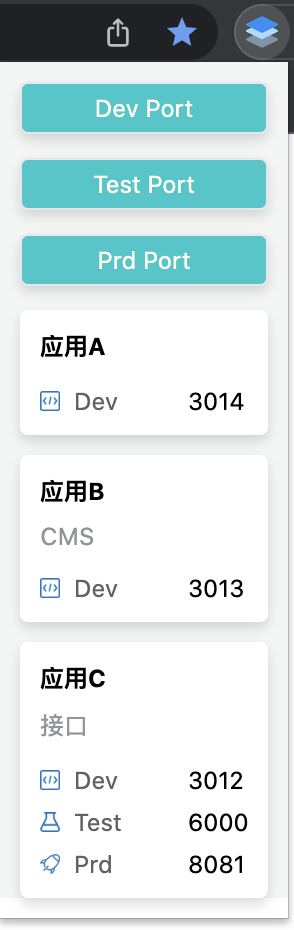 Dev Port
Test Port
Prd Port
应用A
Dev 3014
应用B
CMS
Dev 3013
应用C
接口
Dev 3012
Test 6000
Prd 8081